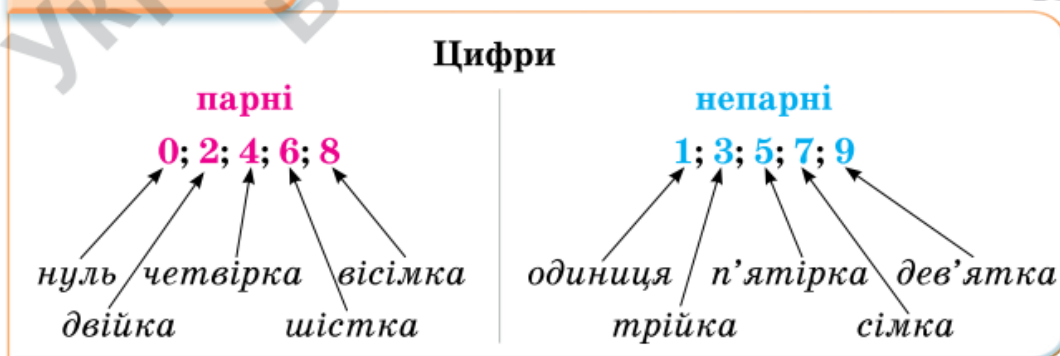 Цифри
парні непарні
0; 2; 4; 6; 8 1; 3; 5; 7; 9
нуль четвірка вісімка одиниця п’ятірка дев’ятка
двійка шістка трійка сімка